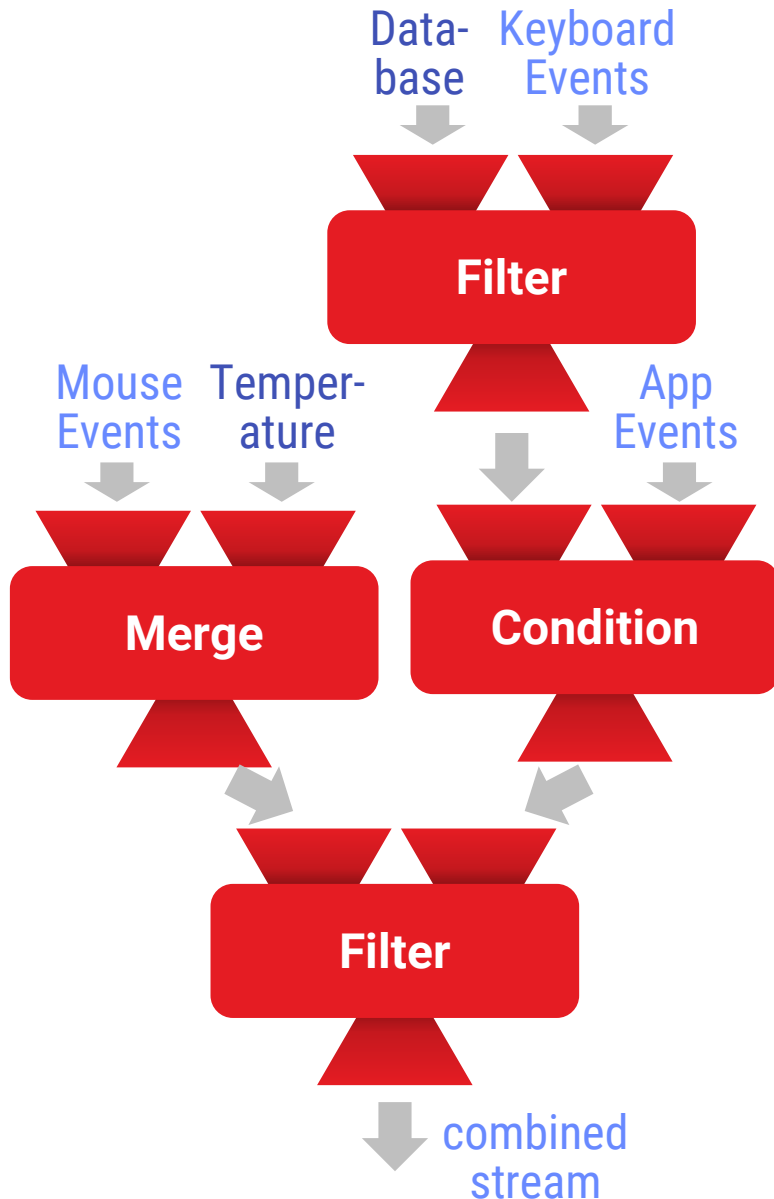 Data-
base
Keyboard
Events
Filter
Mouse
Events
Temper-
ature
App
Events
Merge
Condition
Filter
combined
stream